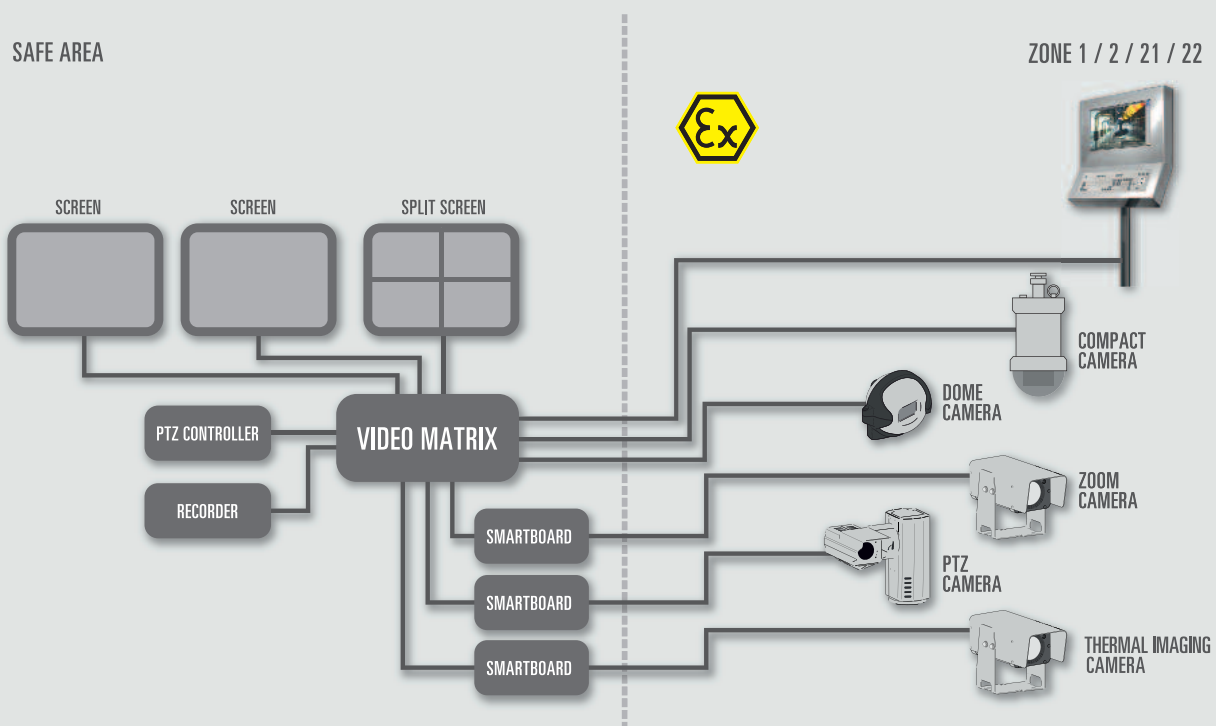 SAFE AREA
ZONE 1 / 2 / 21 / 22
Ex
SCREEN
SCREEN
SPLIT SCREEN
COMPACT
CAMERA
DOME
CAMERA
PTZ CONTROLLER
VIDEO MATRIX
RECORDER
ZOOM
CAMERA
SMARTBOARD
PTZ
CAMERA
SMARTBOARD
SMARTBOARD
THERMAL IMAGING
CAMERA